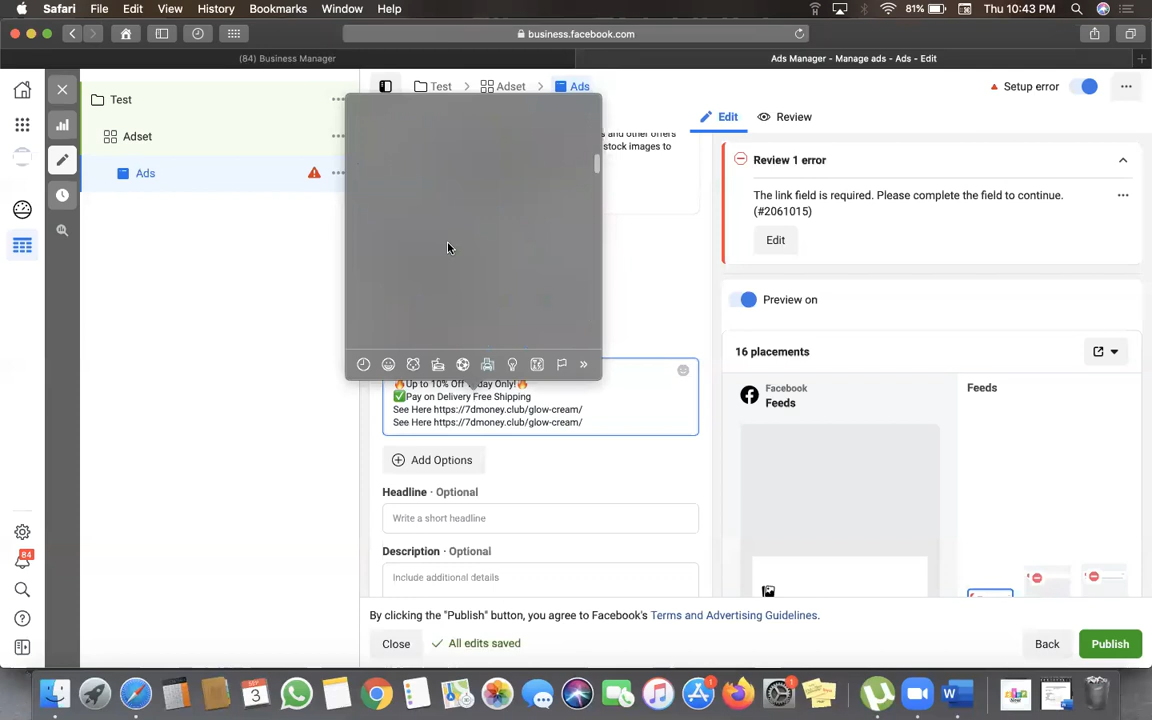 Safari File Edit View History Bookmarks Window Help
81% Thu 10:43 PM
business.facebook.com
(84) Business Manager
Ads Manager - Manage ads - Ads - Edit
Test
Adset
Ads
Test > Adset > Ads
Setup error
Edit
Review
s and other offers
stock images to
Review 1 error
The link field is required. Please complete the field to continue.
(#2061015)
Edit
Preview on
16 placements
Facebook
Feeds
Feeds
🔥Up to 10% Off day Only!🔥
✅Pay on Delivery Free Shipping
See Here https://7dmoney.club/glow-cream/
See Here https://7dmoney.club/glow-cream/
Add Options
Headline · Optional
Write a short headline
Description · Optional
Include additional details
84
By clicking the "Publish" button, you agree to Facebook's Terms and Advertising Guidelines.
Close
All edits saved
Back
Publish
SEP
3
1
1